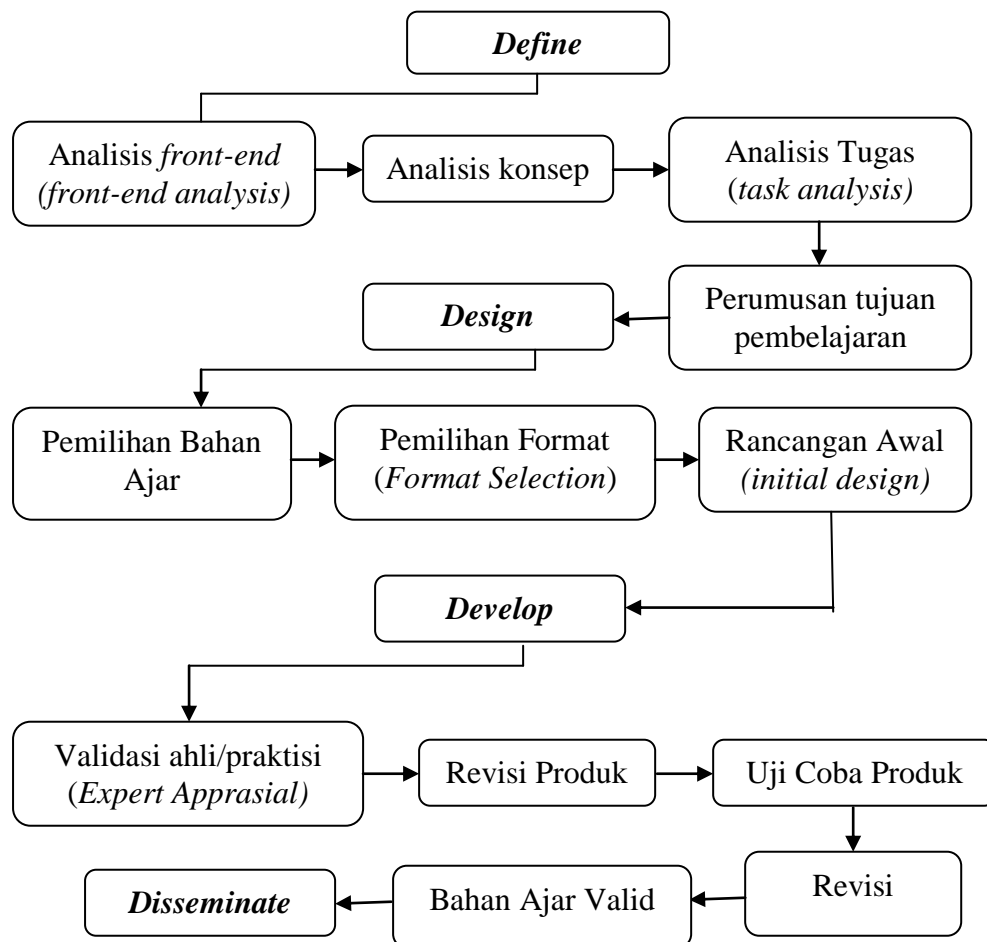 Define
Analisis front-end
(front-end analysis)
Analisis konsep
Analisis Tugas
(task analysis)
Perumusan tujuan
pembelajaran
Design
Pemilihan Bahan
Ajar
Pemilihan Format
(Format Selection)
Rancangan Awal
(initial design)
Develop
Validasi ahli/praktisi
(Expert Apprasial)
Revisi Produk
Uji Coba Produk
Revisi
Bahan Ajar Valid
Disseminate